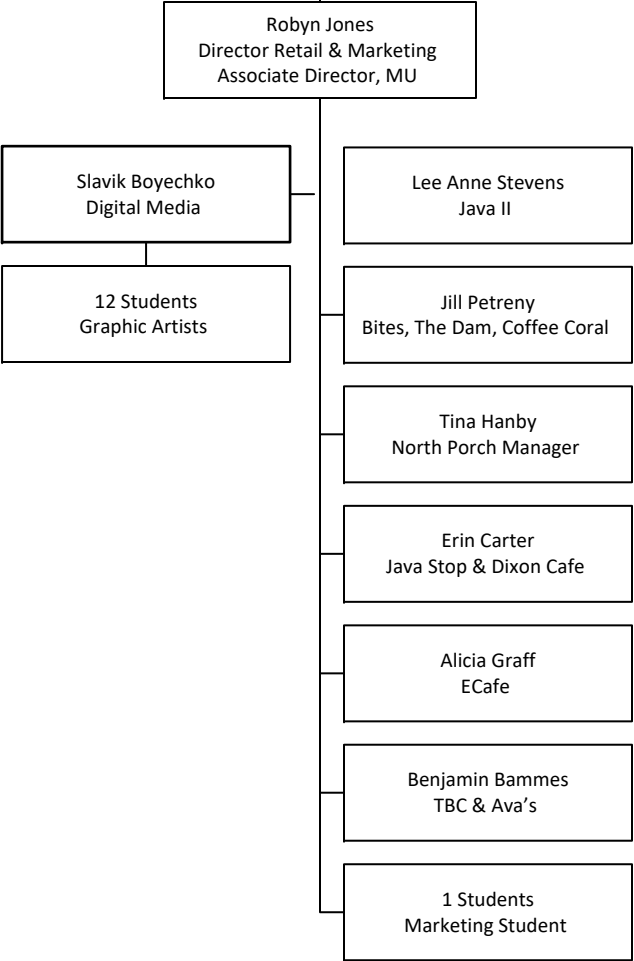 Robyn Jones
Director Retail & Marketing
Associate Director, MU
Slavik Boyechko
Digital Media
12 Students
Graphic Artists
Lee Anne Stevens
Java II
Jill Petreny
Bites, The Dam, Coffee Coral
Tina Hanby
North Porch Manager
Erin Carter
Java Stop & Dixon Cafe
Alicia Graff
ECafe
Benjamin Bammes
TBC & Ava’s
1 Students
Marketing Student